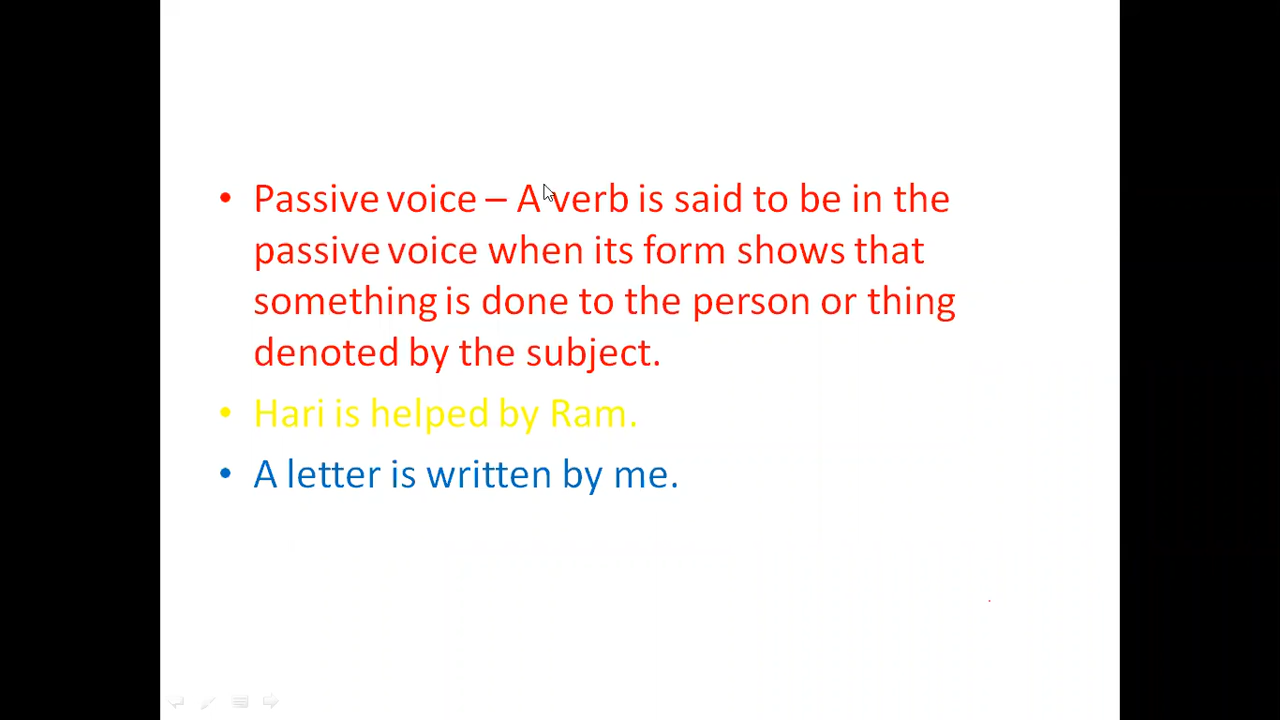 • Passive voice – A verb is said to be in the
passive voice when its form shows that
something is done to the person or thing
denoted by the subject.
• Hari is helped by Ram.
• A letter is written by me.